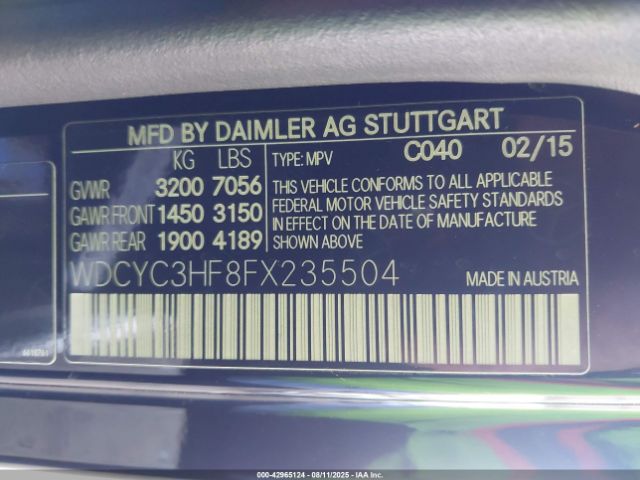 MFD BY DAIMLER AG STUTTGART
KG LBS
GVWR 3200 7056
GAWR FRONT 1450 3150
GAWR REAR 1900 4189
TYPE: MPV C040 02/15
THIS VEHICLE CONFORMS TO ALL APPLICABLE
FEDERAL MOTOR VEHICLE SAFETY STANDARDS
IN EFFECT ON THE DATE OF MANUFACTURE
SHOWN ABOVE
WDCYC3HF8FX235504
MADE IN AUSTRIA
000-42965124 - 08/11/2025 - IAA Inc.